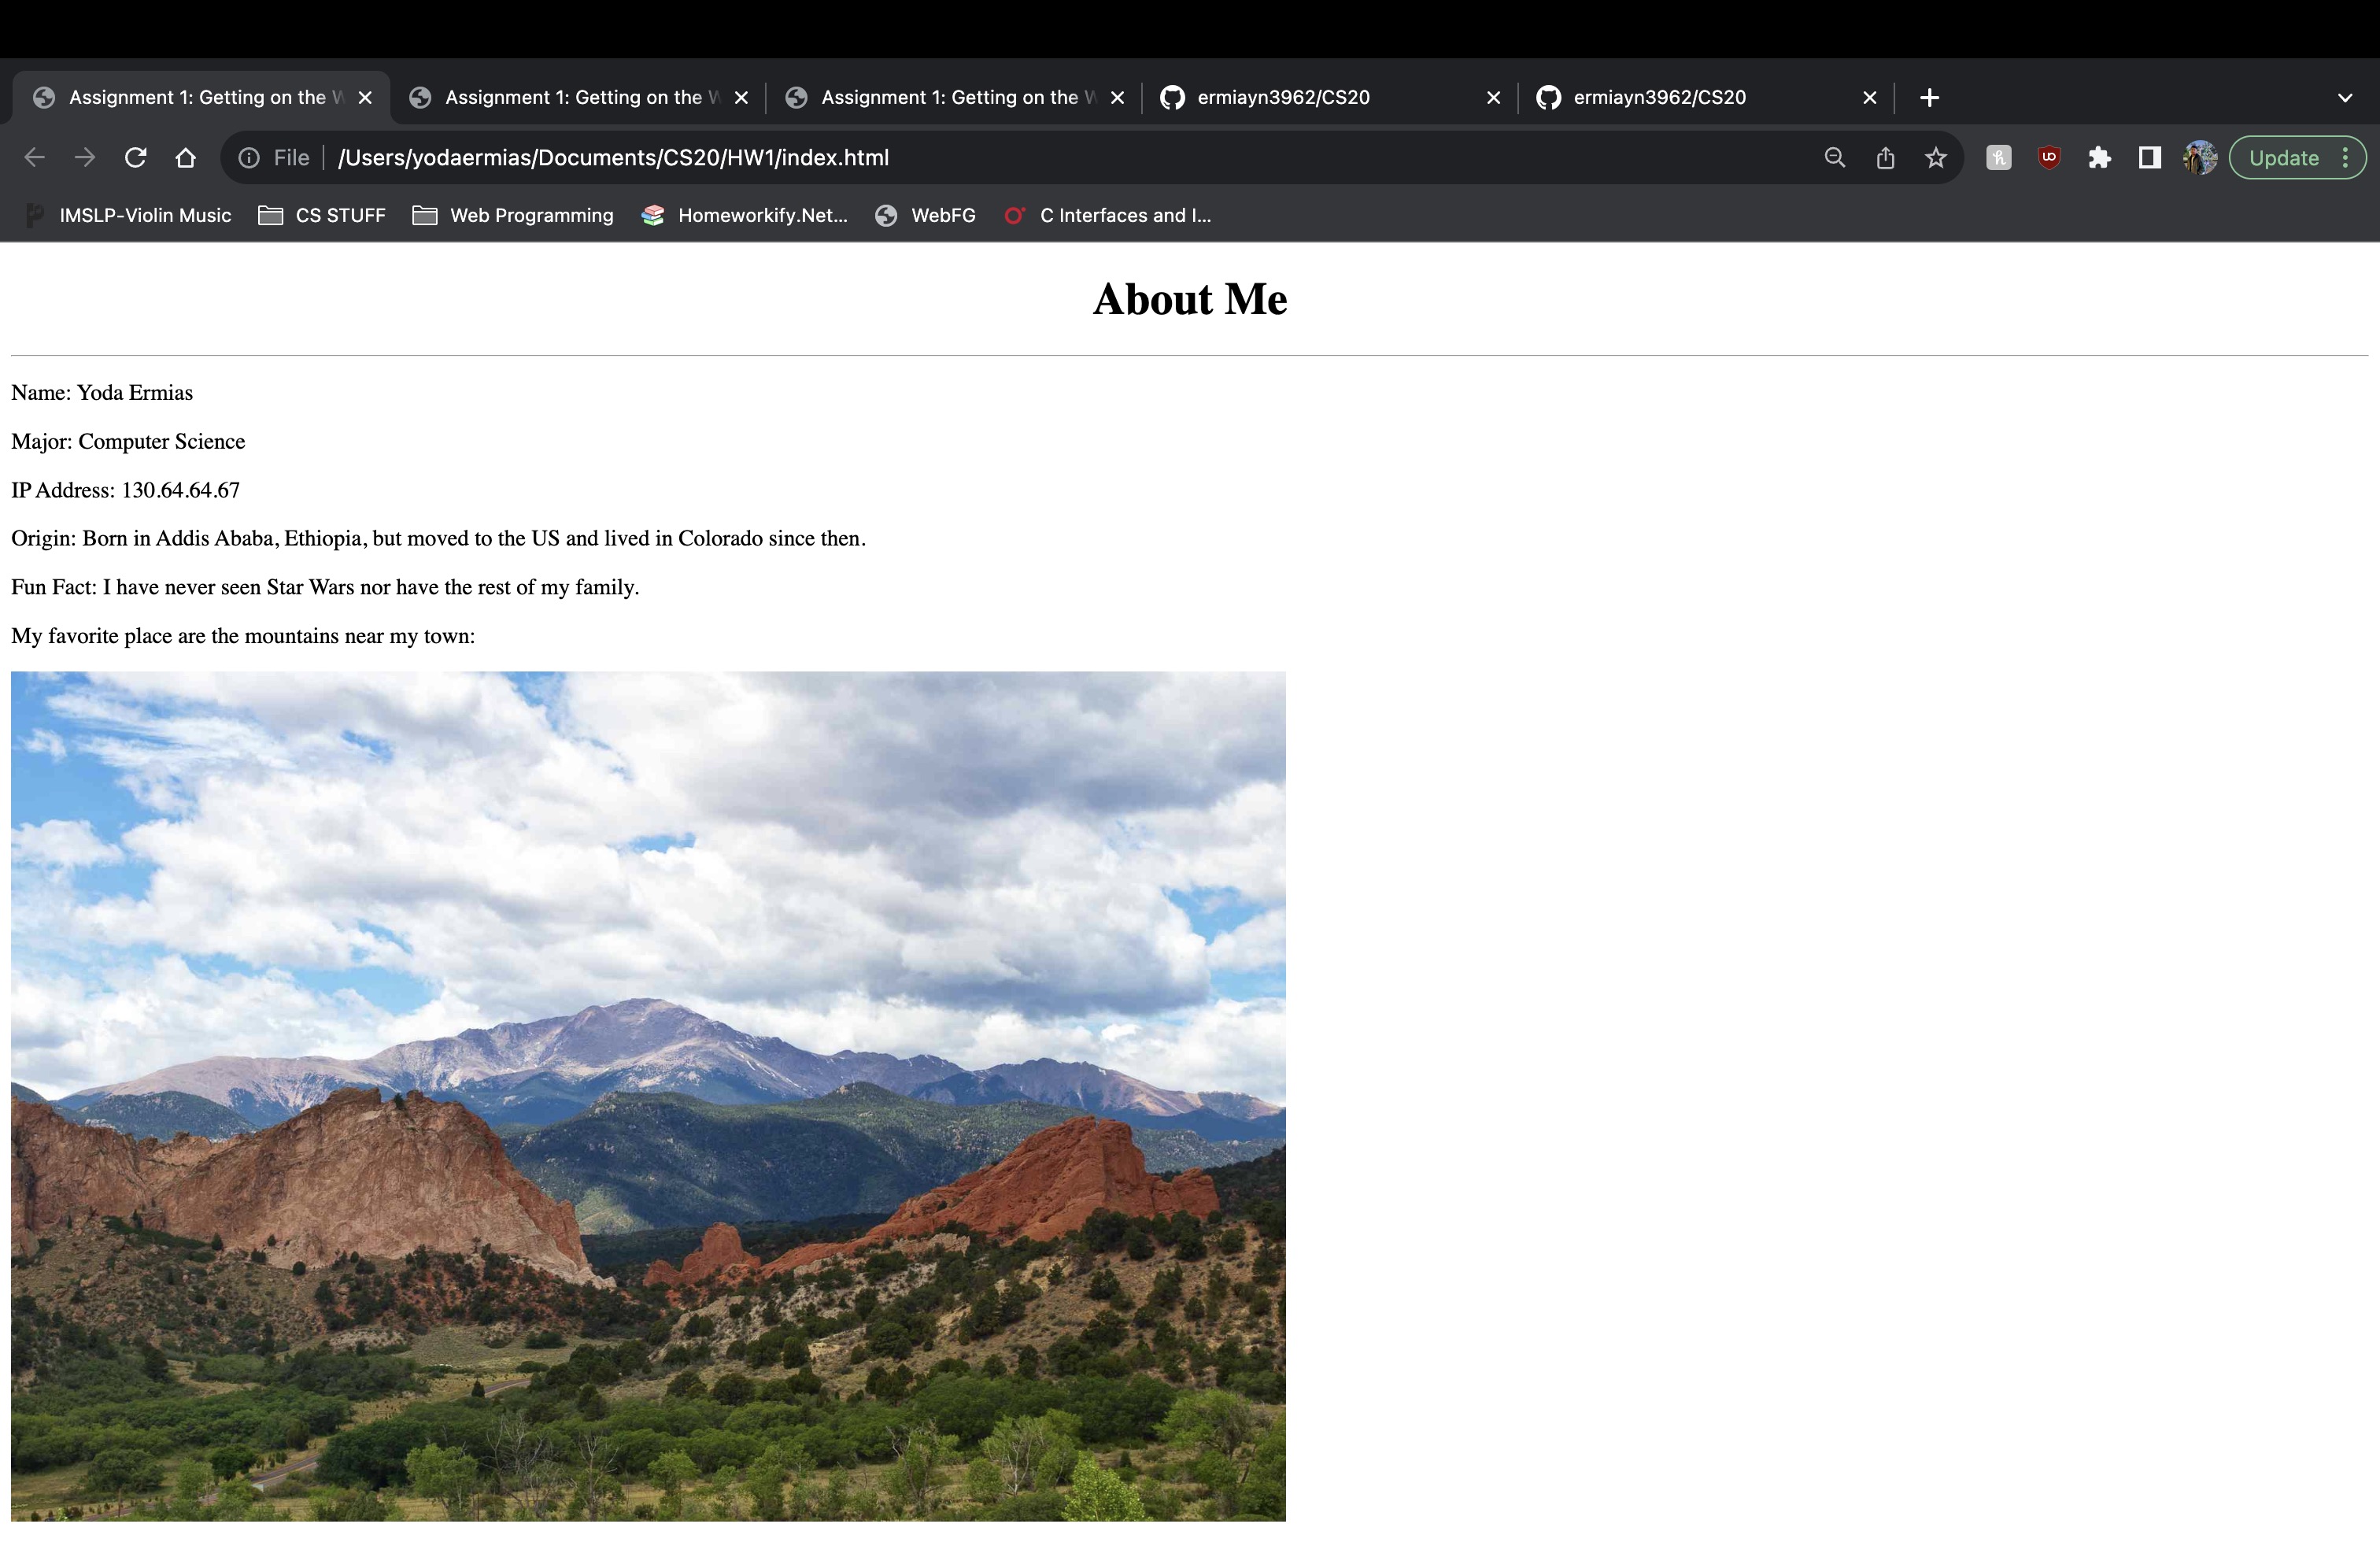 Assignment 1: Getting on the W
Assignment 1: Getting on the W
Assignment 1: Getting on the W
ermiayn3962/CS20
ermiayn3962/CS20
File /Users/yodaermias/Documents/CS20/HW1/index.html
Update
IMSLP-Violin Music CS STUFF Web Programming Homeworkify.Net... WebFG C Interfaces and I...
About Me
Name: Yoda Ermias
Major: Computer Science
IP Address: 130.64.64.67
Origin: Born in Addis Ababa, Ethiopia, but moved to the US and lived in Colorado since then.
Fun Fact: I have never seen Star Wars nor have the rest of my family.
My favorite place are the mountains near my town: